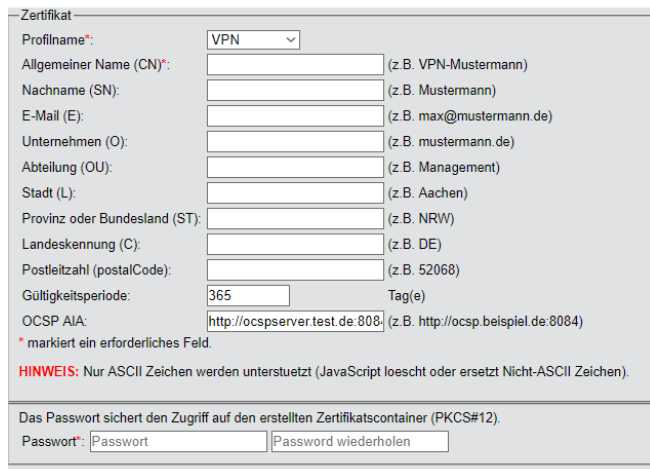 Zertifikat
Profilname*: VPN
Allgemeiner Name (CN)*: (z.B. VPN-Mustermann)
Nachname (SN): (z.B. Mustermann)
E-Mail (E): (z.B. max@mustermann.de)
Unternehmen (O): (z.B. mustermann.de)
Abteilung (OU): (z.B. Management)
Stadt (L): (z.B. Aachen)
Provinz oder Bundesland (ST): (z.B. NRW)
Landeskennung (C): (z.B. DE)
Postleitzahl (postalCode): (z.B. 52068)
Gültigkeitsperiode: 365 Tag(e)
OCSP AIA: http://ocspserver.test.de:808 (z.B. http://ocsp.beispiel.de:8084)
* markiert ein erforderliches Feld.
HINWEIS: Nur ASCII Zeichen werden unterstuetzt (JavaScript loescht oder ersetzt Nicht-ASCII Zeichen).
Das Passwort sichert den Zugriff auf den erstellten Zertifikatscontainer (PKCS#12).
Passwort*: Passwort Password wiederholen